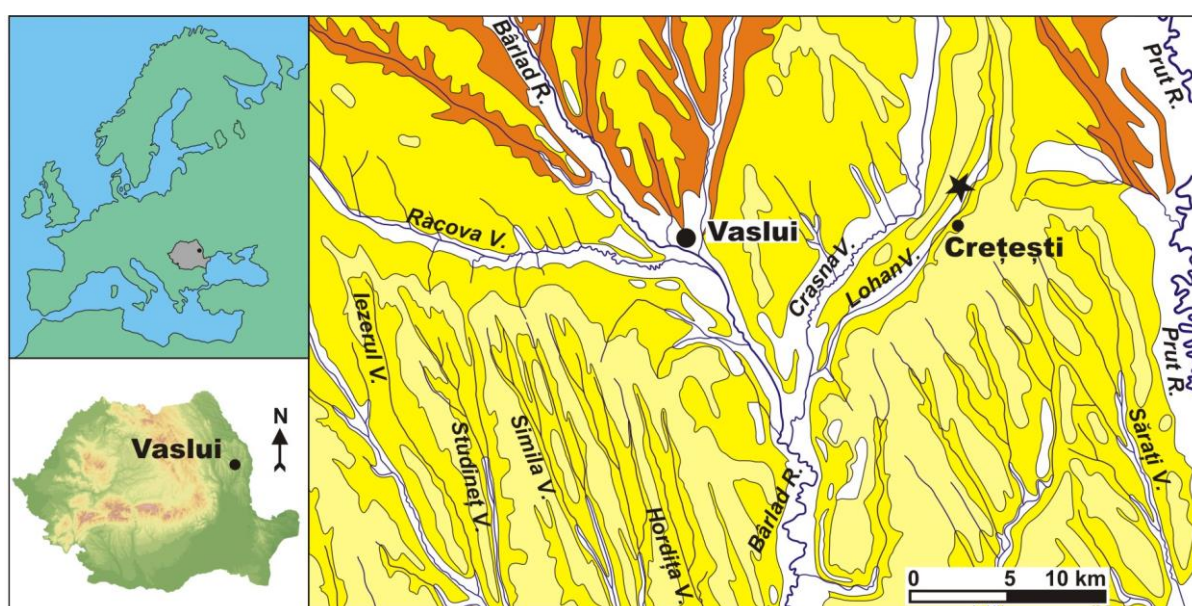 Vaslui
N
Bârlad R.
Prut R.
Racova V.
Vaslui
Crețești
Crasna V.
Lohan V.
Iezerul V.
Prut R.
Studineț V.
Simila V.
Sărați V.
Hordița V.
Bârlad R.
0 5 10 km